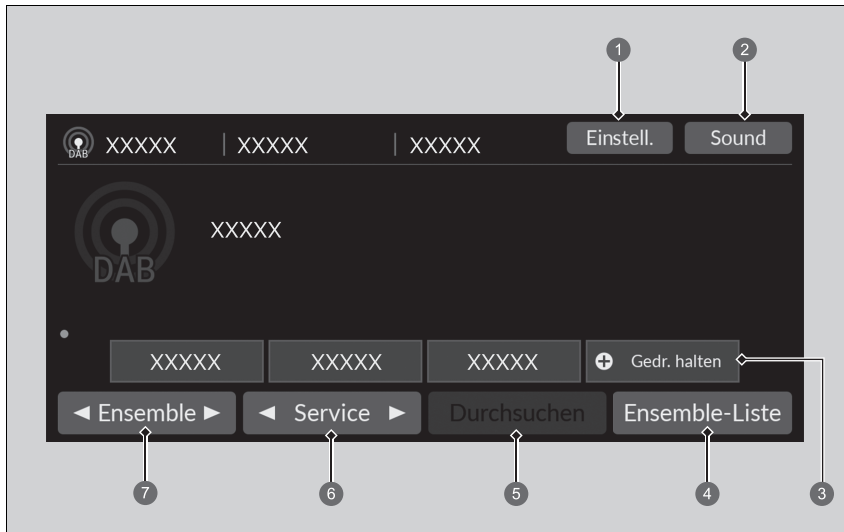 1
2
DAB XXXXX | XXXXX | XXXXX Einstell. Sound
DAB XXXXX
XXXXX XXXXX XXXXX Gedr. halten
3
◄ Ensemble ► ◄ Service ► Durchsuchen Ensemble-Liste
7 6 5 4